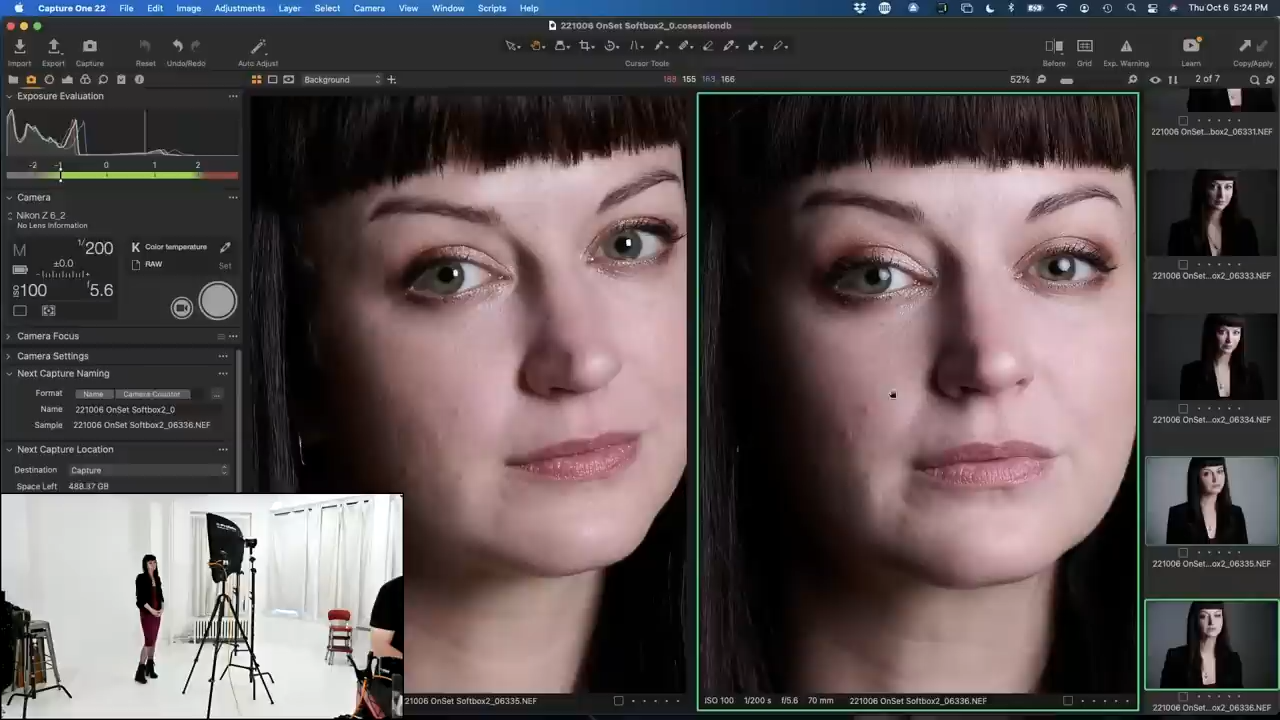 Capture One 22 File Edit Image Adjustments Layer Select Camera View Window Scripts Help Thu Oct 6 5:24 PM
221006 OnSet Softbox2_0.cosessiondb
Import Export Capture Reset Undo/Redo Auto Adjust Cursor Tools Before Grid Exp. Warning Learn Copy/Apply
Background 155 166 52% 2 of 7
Exposure Evaluation
-2 -1 0 1 2
Camera
Nikon Z 6_2
No Lens Information
M 1/200 K Color temperature
±0.0 RAW Set
ISO 100 f5.6
Camera Focus
Camera Settings
Next Capture Naming
Format Name Camera Counter ...
Name 221006 OnSet Softbox2_0
Sample 221006 OnSet Softbox2_06336.NEF
Next Capture Location
Destination Capture
Space Left 488.37 GB
221006 OnSet Softbox2_06335.NEF
ISO 100 1/200 s f/5.6 70 mm 221006 OnSet Softbox2_06336.NEF
221006 OnSet...box2_06331.NEF
221006 OnSet...ox2_06333.NEF
221006 OnSet...ox2_06334.NEF
221006 OnSet...ox2_06335.NEF
221006 OnSet...ox2_06336.NEF